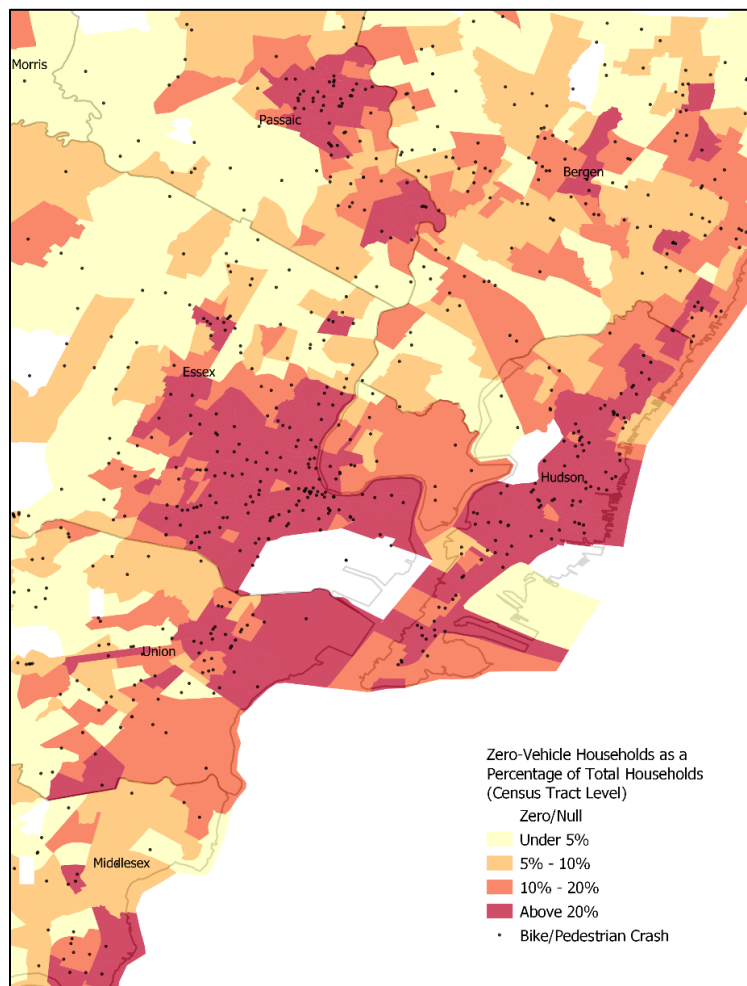 Morris
Passaic
Bergen
Essex
Hudson
Union
Middlesex
Zero-Vehicle Households as a
Percentage of Total Households
(Census Tract Level)
Zero/Null
Under 5%
5% - 10%
10% - 20%
Above 20%
Bike/Pedestrian Crash